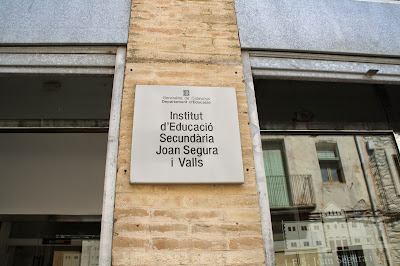 Generalitat de Catalunya
Departament d'Educació
Institut
d'Educació
Secundària
Joan Segura
i Valls